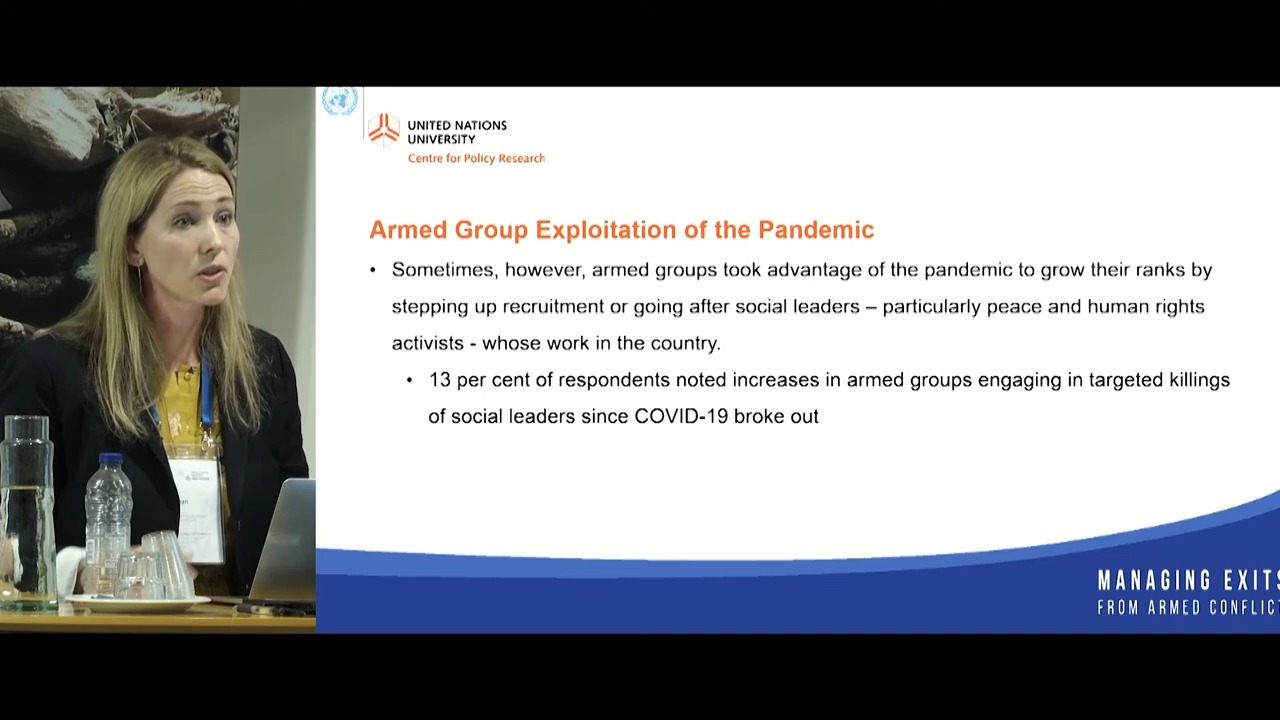 UNITED NATIONS
UNIVERSITY
Centre for Policy Research
Armed Group Exploitation of the Pandemic
• Sometimes, however, armed groups took advantage of the pandemic to grow their ranks by
stepping up recruitment or going after social leaders – particularly peace and human rights
activists - whose work in the country.
• 13 per cent of respondents noted increases in armed groups engaging in targeted killings
of social leaders since COVID-19 broke out
MANAGING EXITS
FROM ARMED CONFLICT